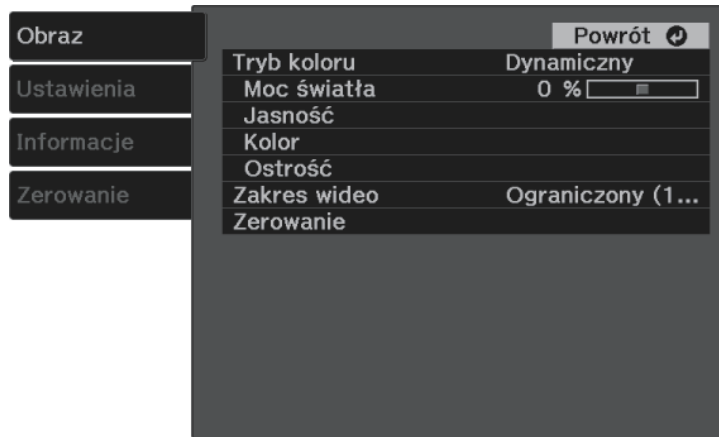 Obraz
Ustawienia
Informacje
Zerowanie
Powrót
Tryb koloru Dynamiczny
Moc światła 0 %
Jasność
Kolor
Ostrość
Zakres wideo Ograniczony (1...
Zerowanie